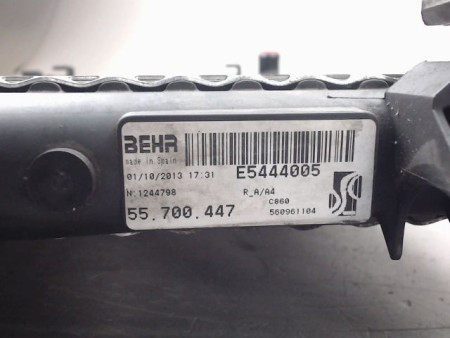 BEHR
made in Spain
01/10/2013 17:31 E5444005
N:1244798 R_A/A4
C860
55.700.447 560961104